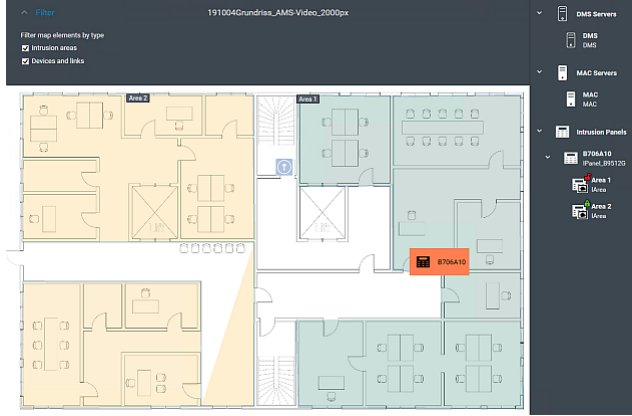 Filter
191004Grundriss_AMS-Video_2000px
Filter map elements by type
Intrusion areas
Devices and links
Area 2
Area 1
B706A10
DMS Servers
DMS
DMS
MAC Servers
MAC
MAC
Intrusion Panels
B706A10
IPanel_B9512G
Area 1
IArea
Area 2
IArea